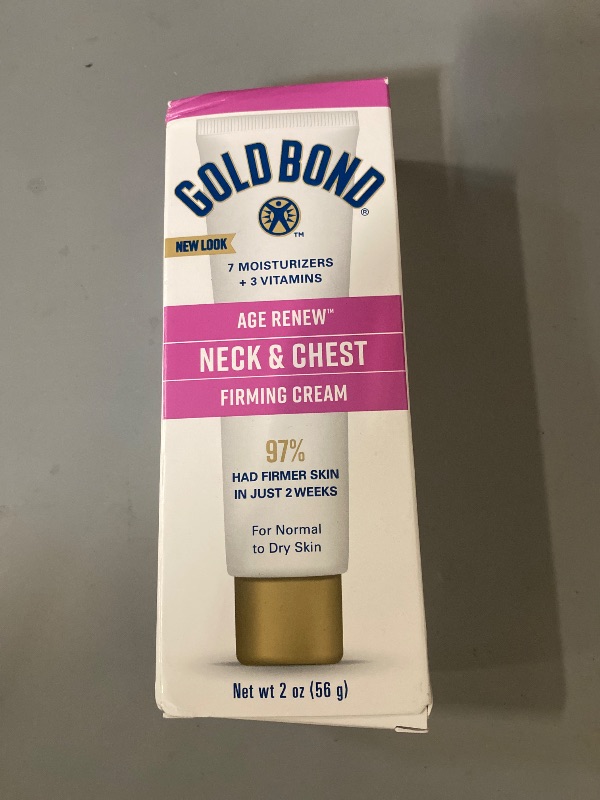 GOLD BOND®
™
NEW LOOK
7 MOISTURIZERS
+ 3 VITAMINS
AGE RENEW™
NECK & CHEST
FIRMING CREAM
97%
HAD FIRMER SKIN
IN JUST 2 WEEKS
For Normal
to Dry Skin
Net wt 2 oz (56 g)